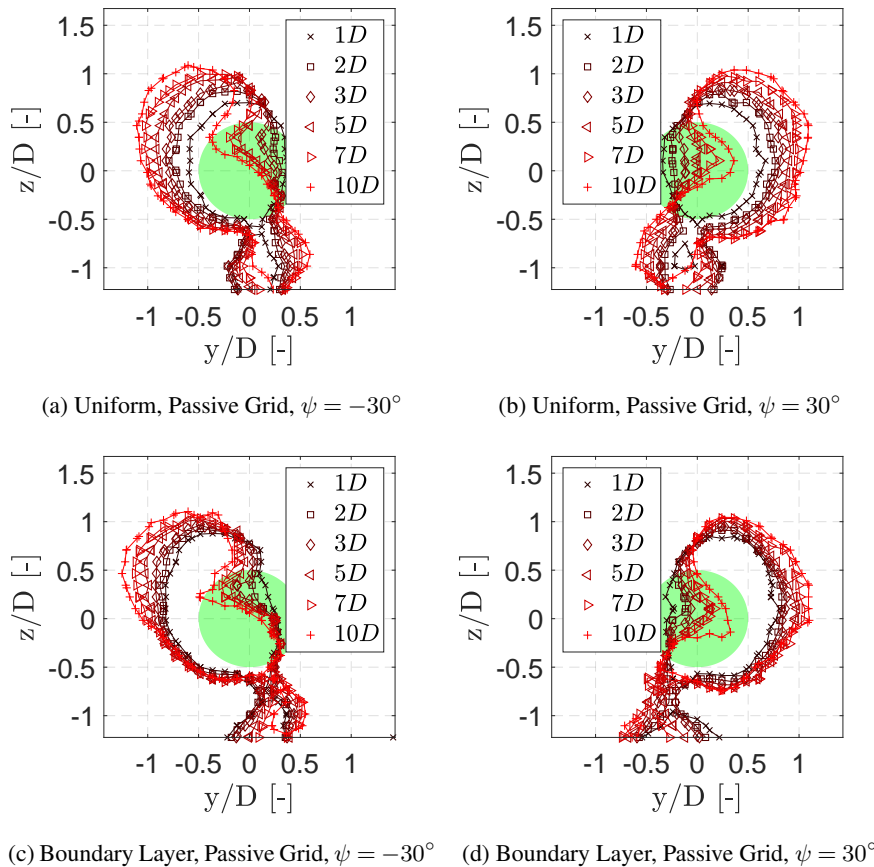 1.5
1
0.5
0
-0.5
-1
z/D [-]
-1 -0.5 0 0.5 1
y/D [-]
1D
2D
3D
5D
7D
10D
(a) Uniform, Passive Grid, ψ = −30°
1.5
1
0.5
0
-0.5
-1
z/D [-]
-1 -0.5 0 0.5 1
y/D [-]
1D
2D
3D
5D
7D
10D
(b) Uniform, Passive Grid, ψ = 30°
1.5
1
0.5
0
-0.5
-1
z/D [-]
-1 -0.5 0 0.5 1
y/D [-]
1D
2D
3D
5D
7D
10D
(c) Boundary Layer, Passive Grid, ψ = −30°
1.5
1
0.5
0
-0.5
-1
z/D [-]
-1 -0.5 0 0.5 1
y/D [-]
1D
2D
3D
5D
7D
10D
(d) Boundary Layer, Passive Grid, ψ = 30°